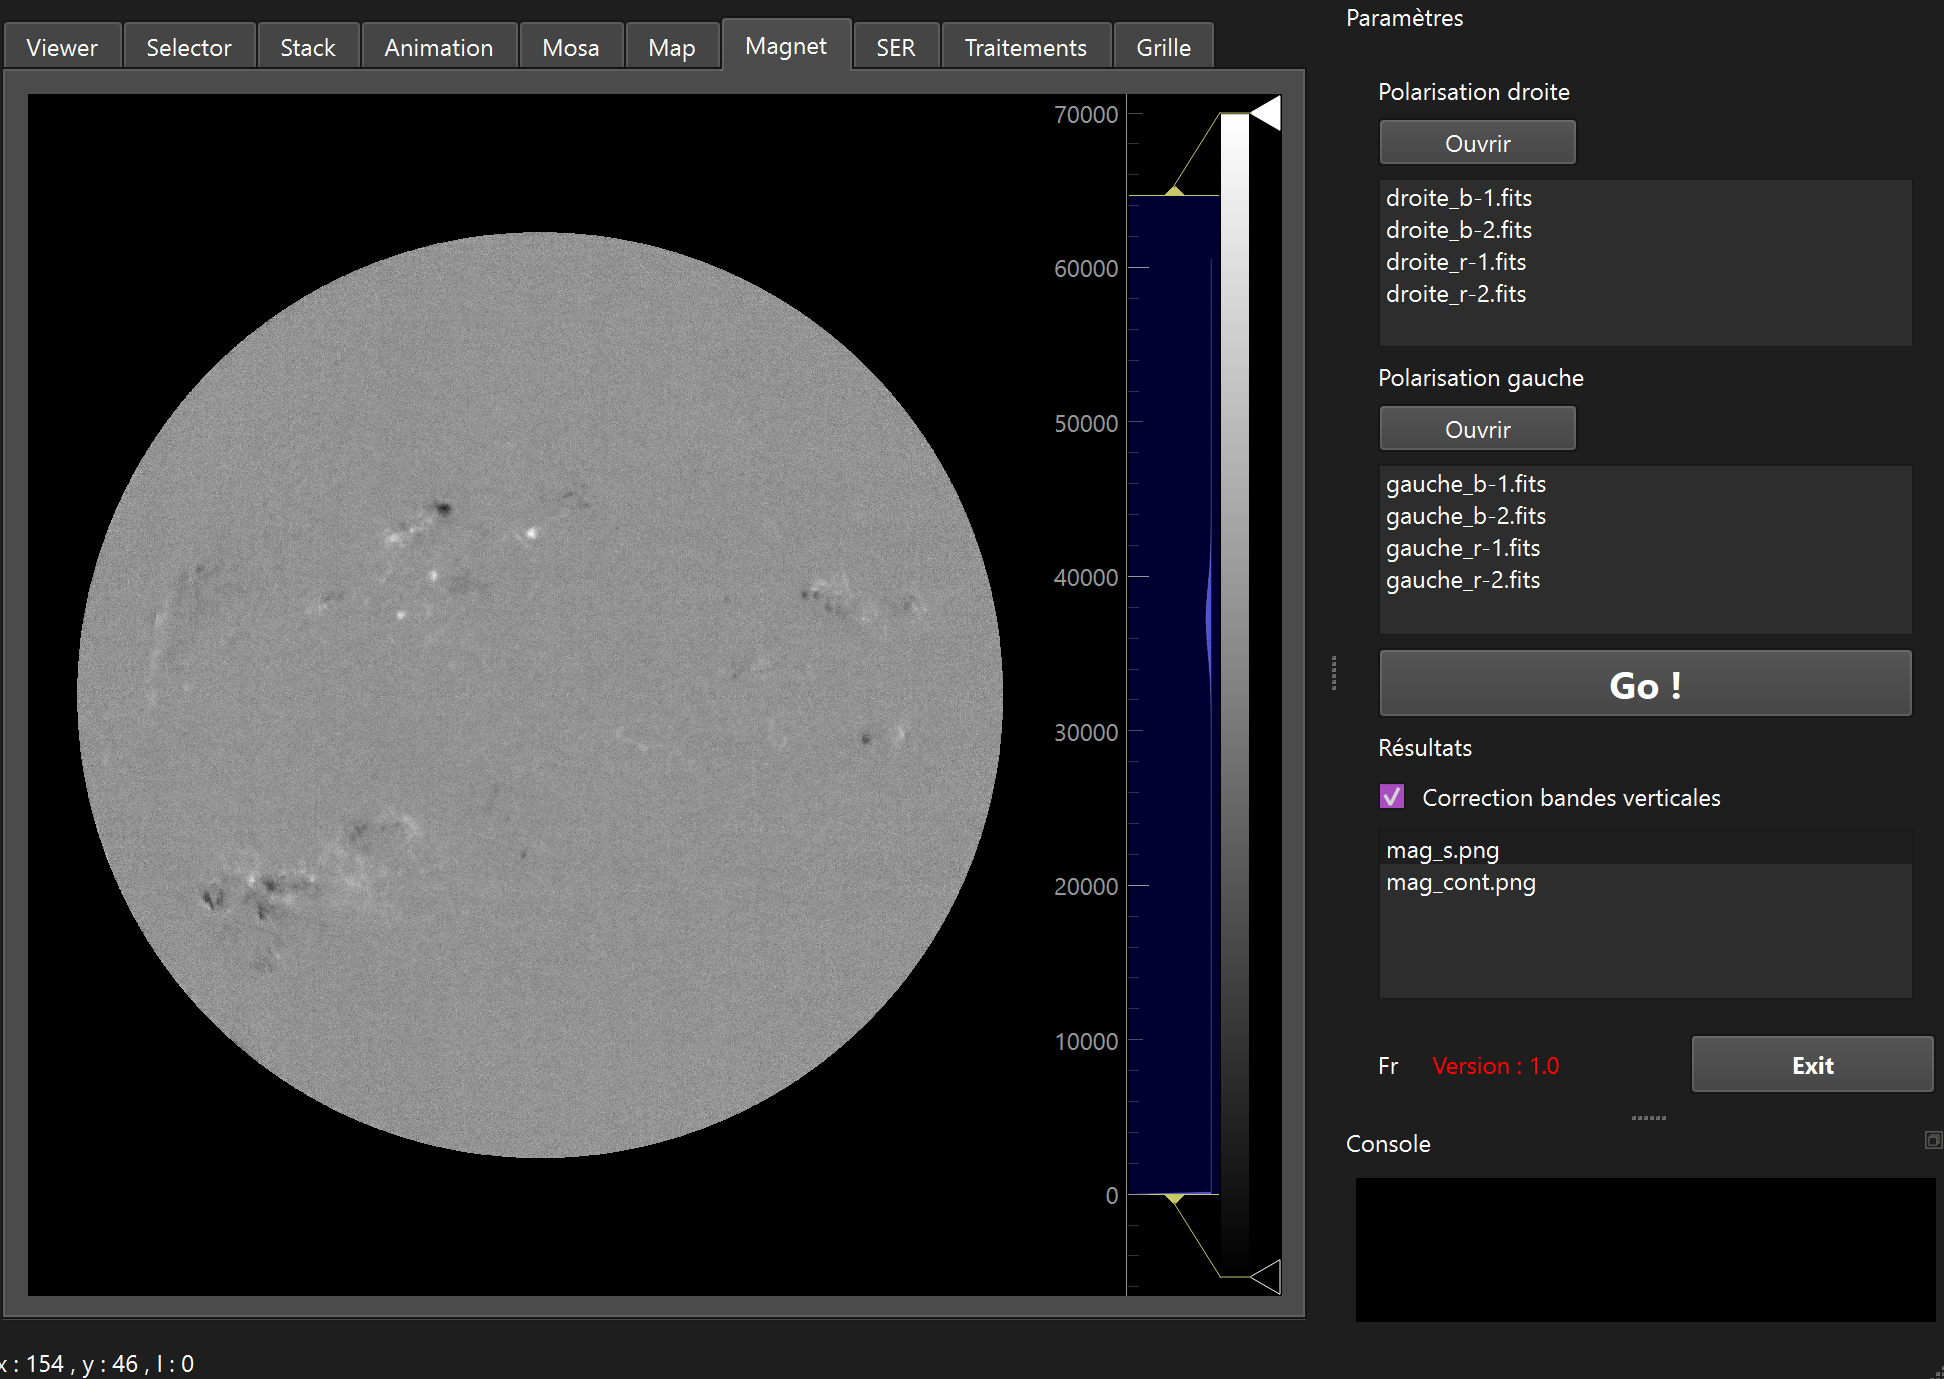 Viewer Selector Stack Animation Mosa Map Magnet SER Traitements Grille
70000
60000
50000
40000
30000
20000
10000
0
x : 154 , y : 46 , I : 0
Paramètres
Polarisation droite
Ouvrir
droite_b-1.fits
droite_b-2.fits
droite_r-1.fits
droite_r-2.fits
Polarisation gauche
Ouvrir
gauche_b-1.fits
gauche_b-2.fits
gauche_r-1.fits
gauche_r-2.fits
Go !
Résultats
Correction bandes verticales
mag_s.png
mag_cont.png
Fr Version : 1.0 Exit
Console